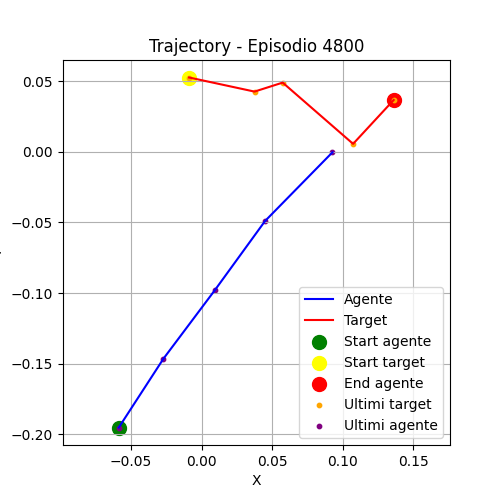 Trajectory - Episodio 4800
0.05
0.00
−0.05
−0.10
−0.15
−0.20
−0.05
0.00
0.05
0.10
0.15
X
Agente
Target
Start agente
Start target
End agente
Ultimi target
Ultimi agente